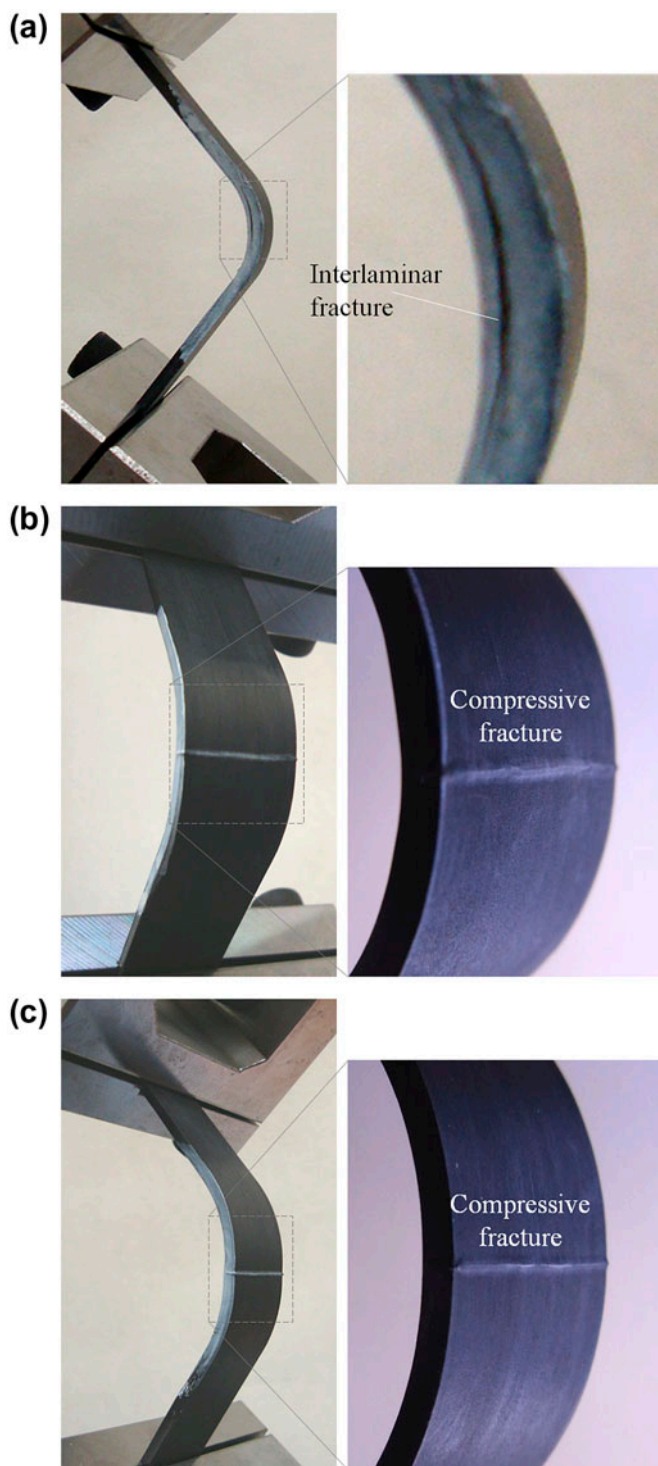 (a)
Interlaminar
fracture
(b)
Compressive
fracture
(c)
Compressive
fracture